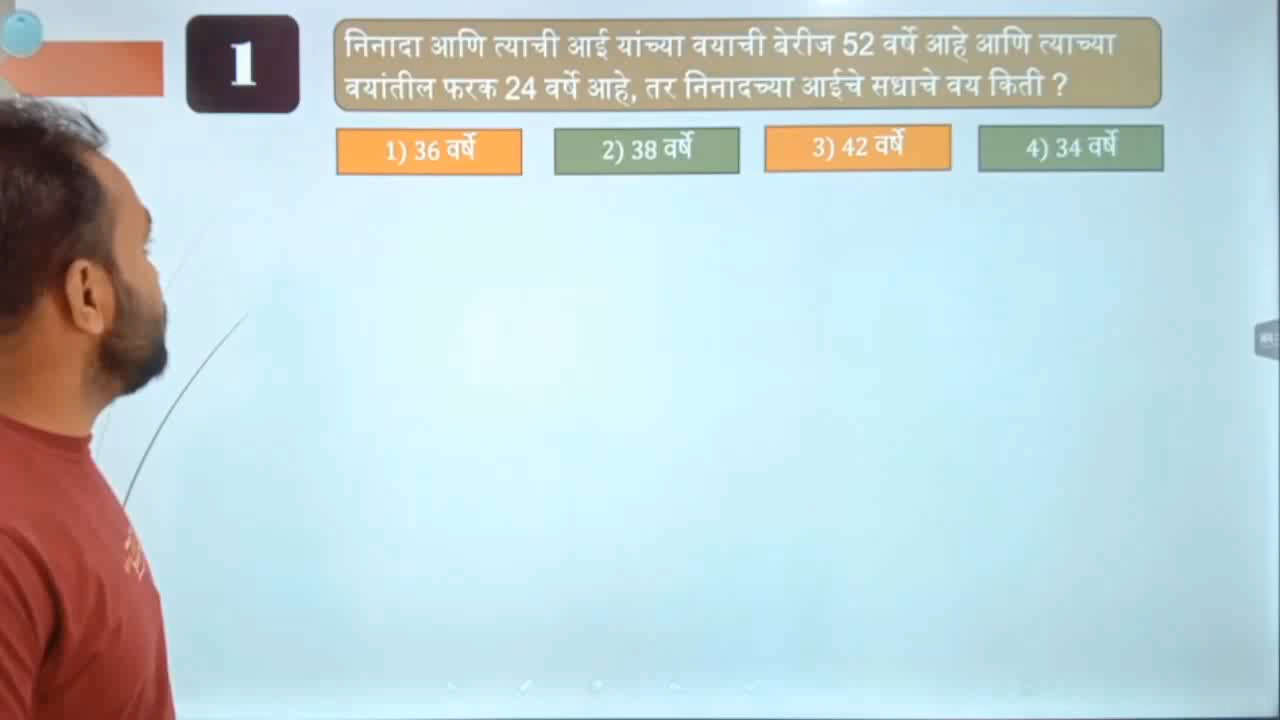 1
निनादा आणि त्याची आई यांच्या वयाची बेरीज 52 वर्षे आहे आणि त्याच्या
वयांतील फरक 24 वर्षे आहे, तर निनादच्या आईचे सधाचे वय किती ?
1) 36 वर्षे
2) 38 वर्षे
3) 42 वर्षे
4) 34 वर्षे